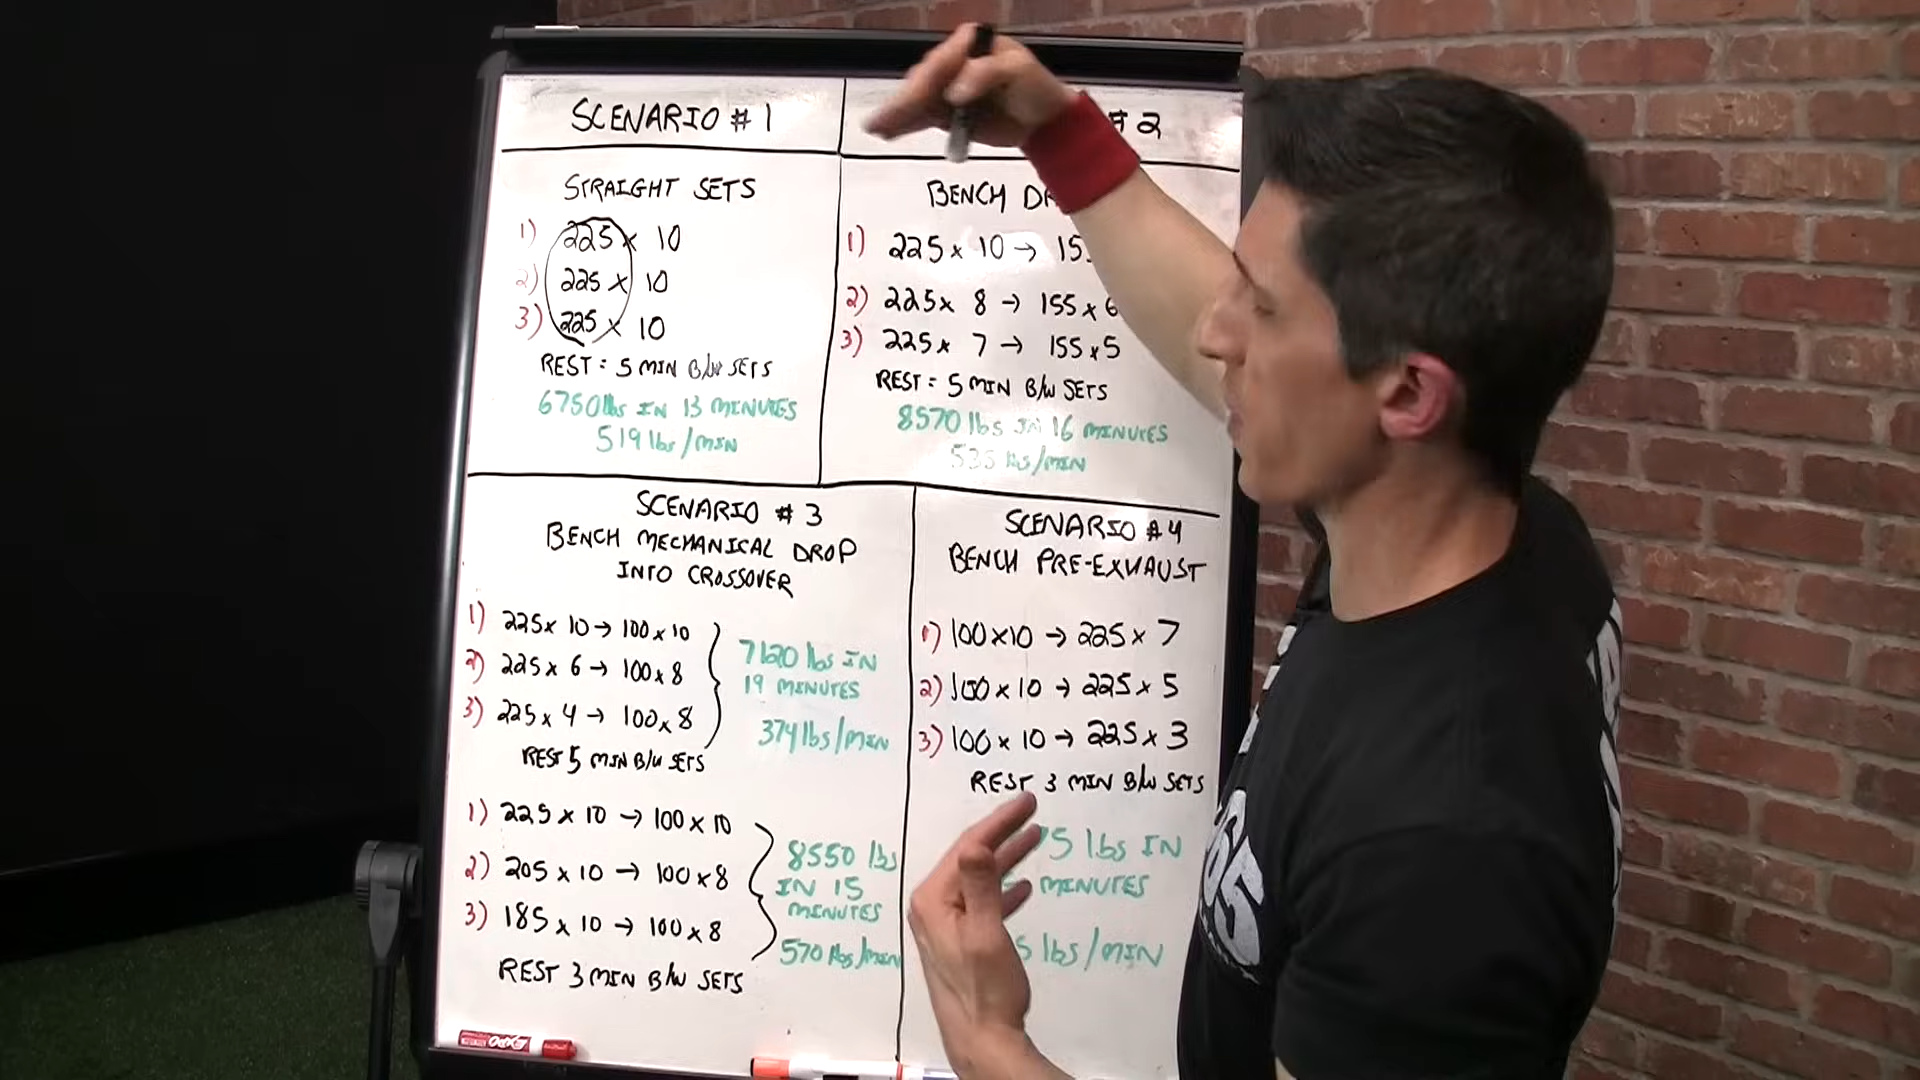 SCENARIO #1
STRAIGHT SETS
1) 225 x 10
2) 225 x 10
3) 225 x 10
REST = 5 MIN B/W SETS
6750 lbs IN 13 MINUTES
519 lbs/MIN
#2
BENCH
1) 225 x 10 →
2) 225 x 8 → 155 x 6
3) 225 x 7 → 155 x 5
REST = 5 MIN B/W SETS
8570 lbs IN 16 MINUTES
535 lbs/MIN
SCENARIO #3
BENCH MECHANICAL DROP
INTO CROSSOVER
1) 225 x 10 → 100 x 10
2) 225 x 6 → 100 x 8
3) 225 x 4 → 100 x 8
REST 5 MIN B/W SETS
7120 lbs IN
19 MINUTES
374 lbs/MIN
1) 225 x 10 → 100 x 10
2) 205 x 10 → 100 x 8
3) 185 x 10 → 100 x 8
REST 3 MIN B/W SETS
8550 lbs
IN 15
MINUTES
570 lbs/MIN
SCENARIO #4
BENCH PRE-EXHAUST
1) 100 x 10 → 225 x 7
2) 100 x 10 → 225 x 5
3) 100 x 10 → 225 x 3
REST 3 MIN B/W SETS
75 lbs IN
MINUTES
5 lbs/MIN
EXPO